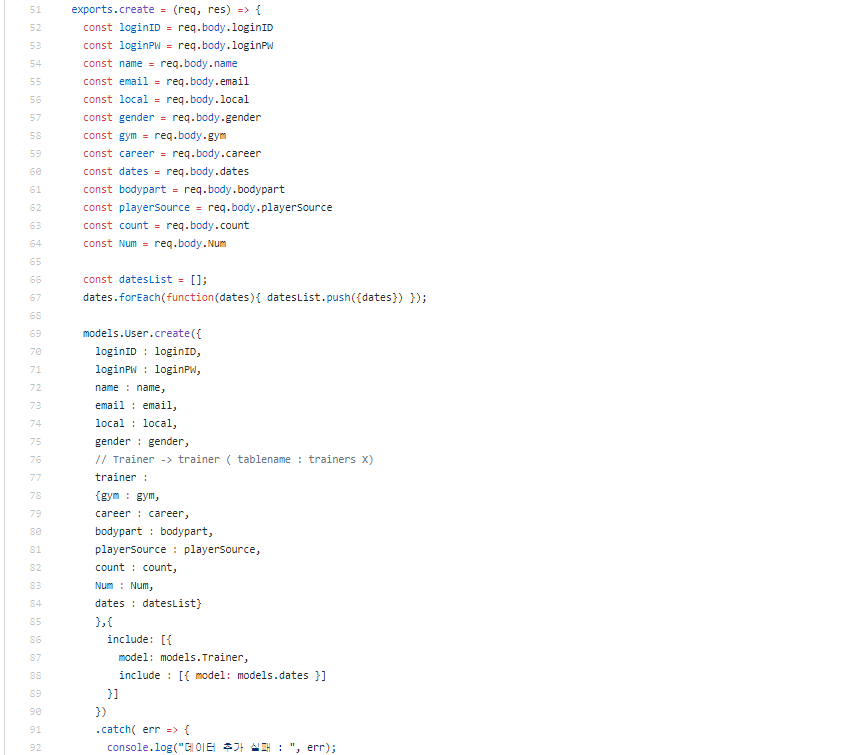 51 exports.create = (req, res) => {
52 const loginID = req.body.loginID
53 const loginPW = req.body.loginPW
54 const name = req.body.name
55 const email = req.body.email
56 const local = req.body.local
57 const gender = req.body.gender
58 const gym = req.body.gym
59 const career = req.body.career
60 const dates = req.body.dates
61 const bodypart = req.body.bodypart
62 const playerSource = req.body.playerSource
63 const count = req.body.count
64 const Num = req.body.Num
65
66 const datesList = [];
67 dates.forEach(function(dates){ datesList.push({dates}) });
68
69 models.User.create({
70 loginID : loginID,
71 loginPW : loginPW,
72 name : name,
73 email : email,
74 local : local,
75 gender : gender,
76 // Trainer -> trainer ( tablename : trainers X)
77 trainer :
78 {gym : gym,
79 career : career,
80 bodypart : bodypart,
81 playerSource : playerSource,
82 count : count,
83 Num : Num,
84 dates : datesList}
85 },{
86 include: [{
87 model: models.Trainer,
88 include : [{ model: models.dates }]
89 }]
90 })
91 .catch( err => {
92 console.log("데이터 추가 실패 : ", err);